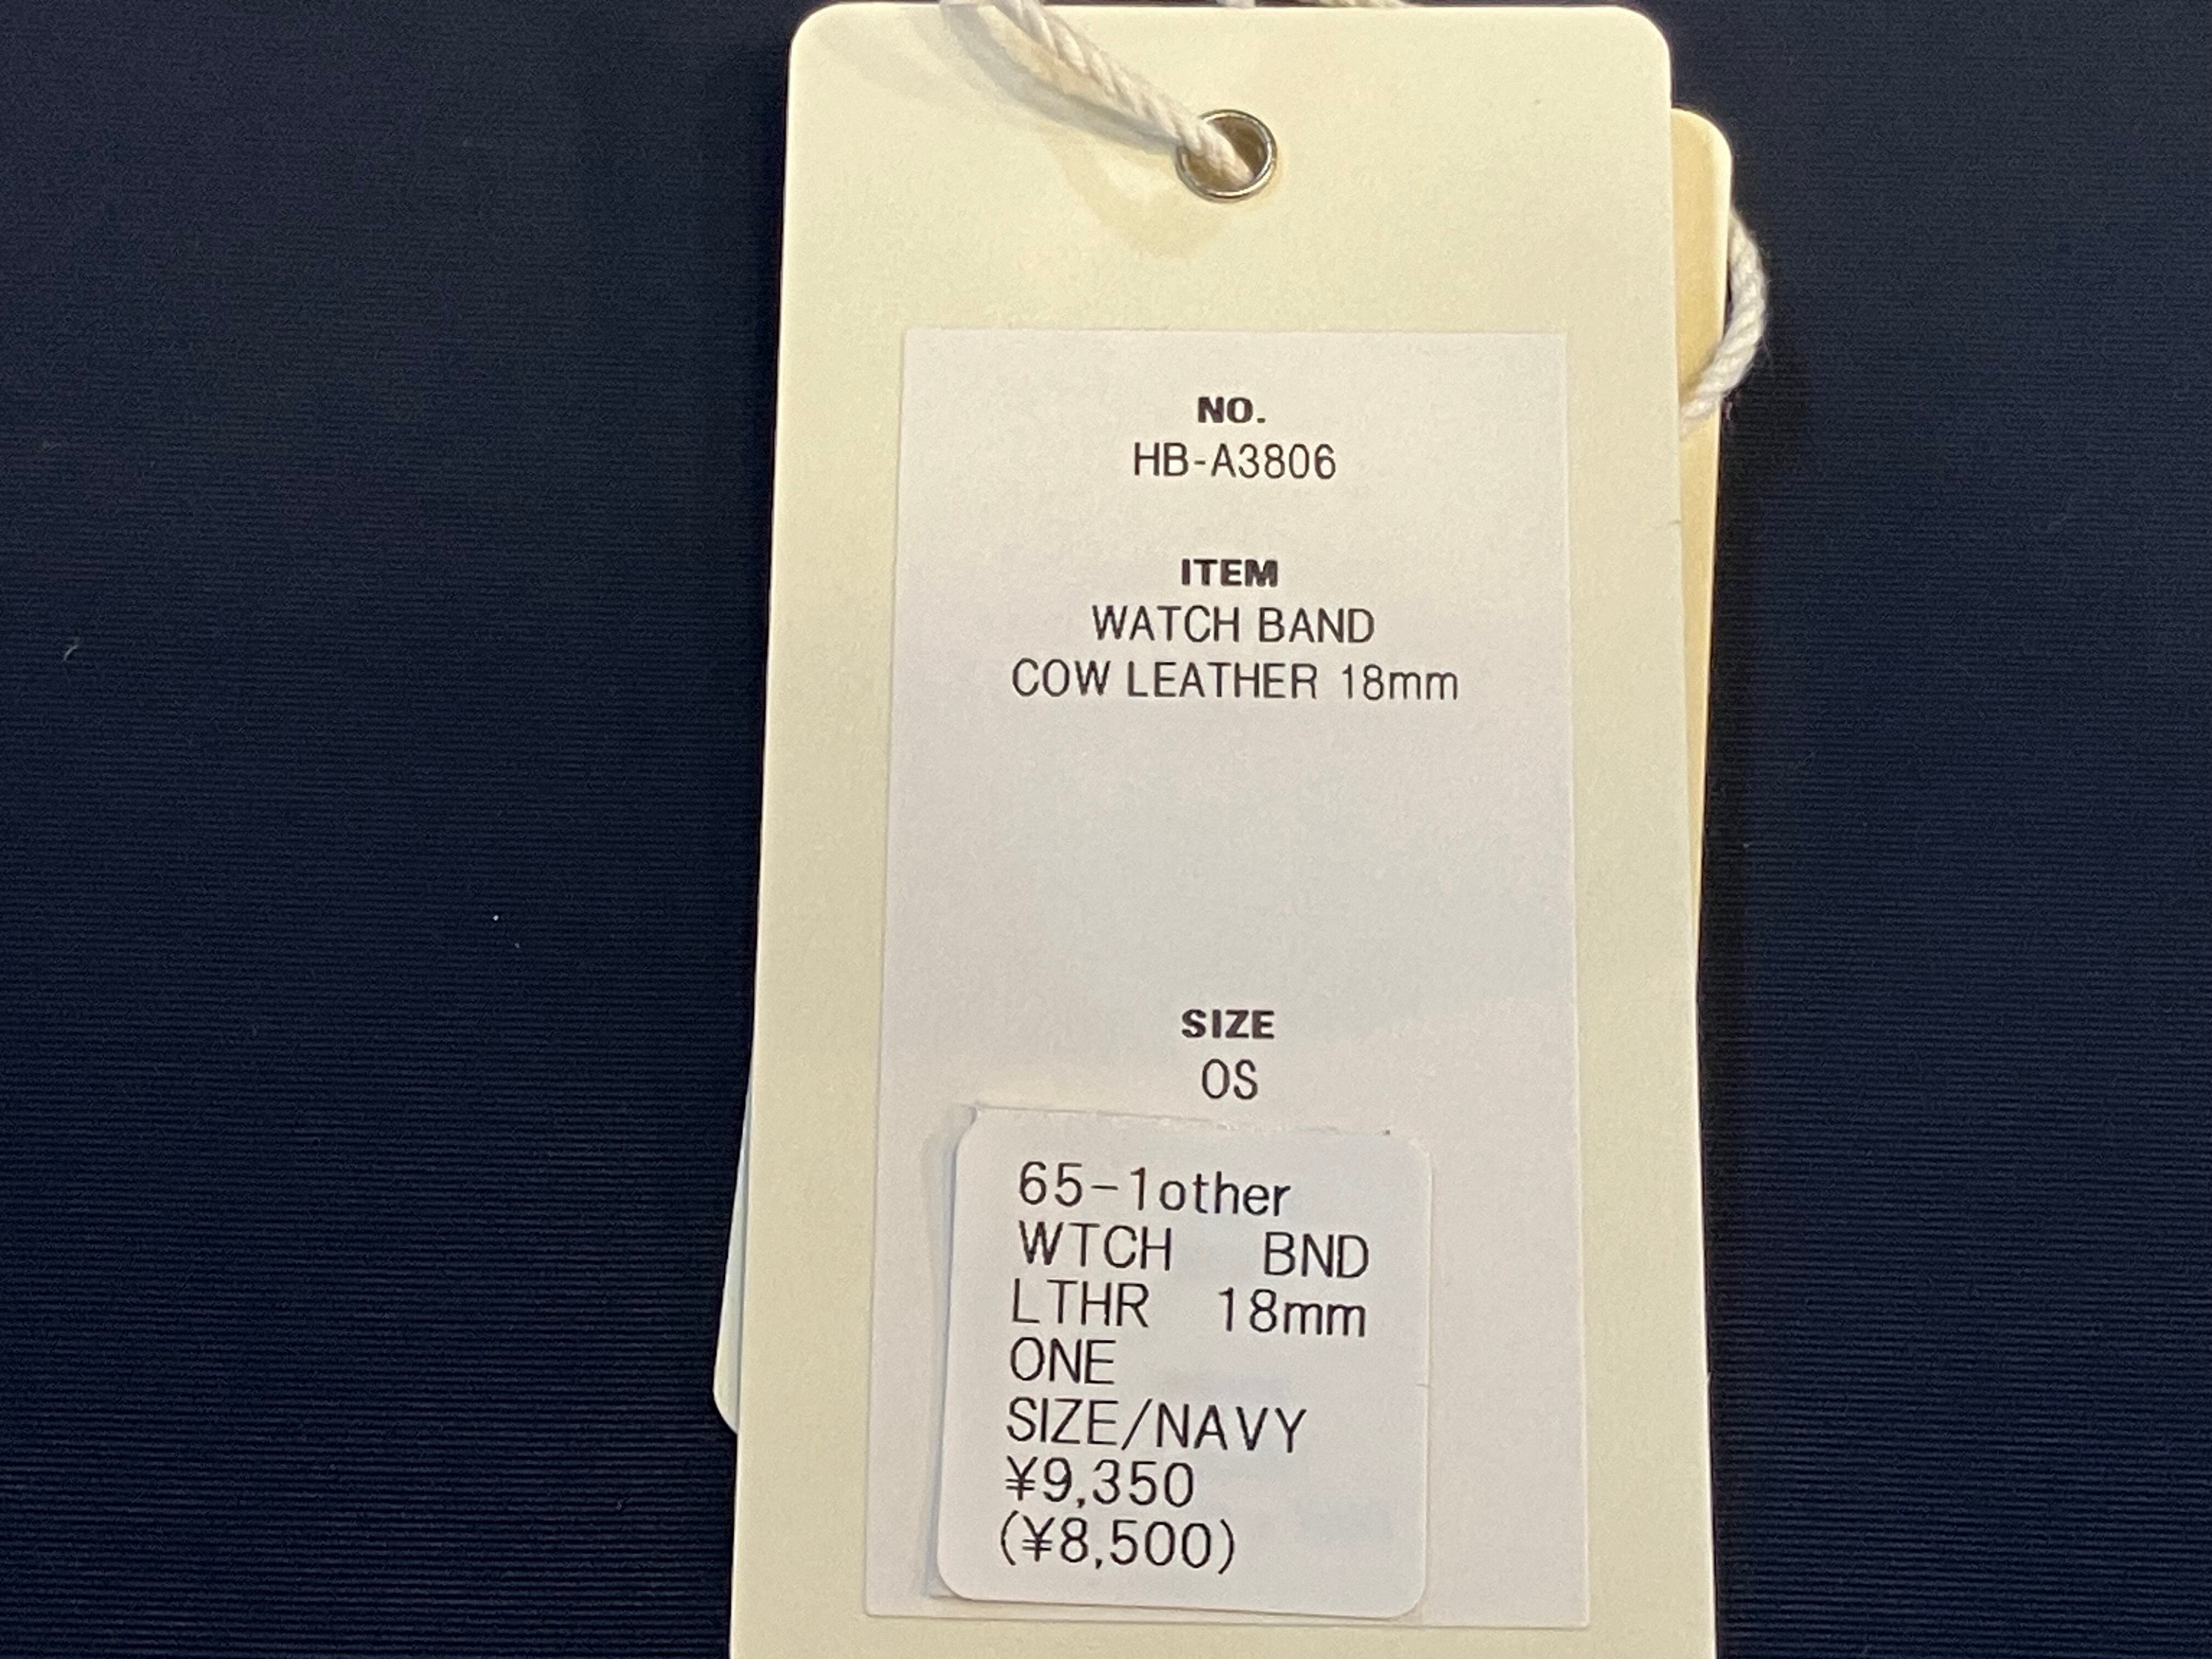 NO.
HB-A3806
ITEM
WATCH BAND
COW LEATHER 18mm
SIZE
OS
65-1other
WTCH BND
LTHR 18mm
ONE
SIZE/NAVY
¥9,350
(¥8,500)